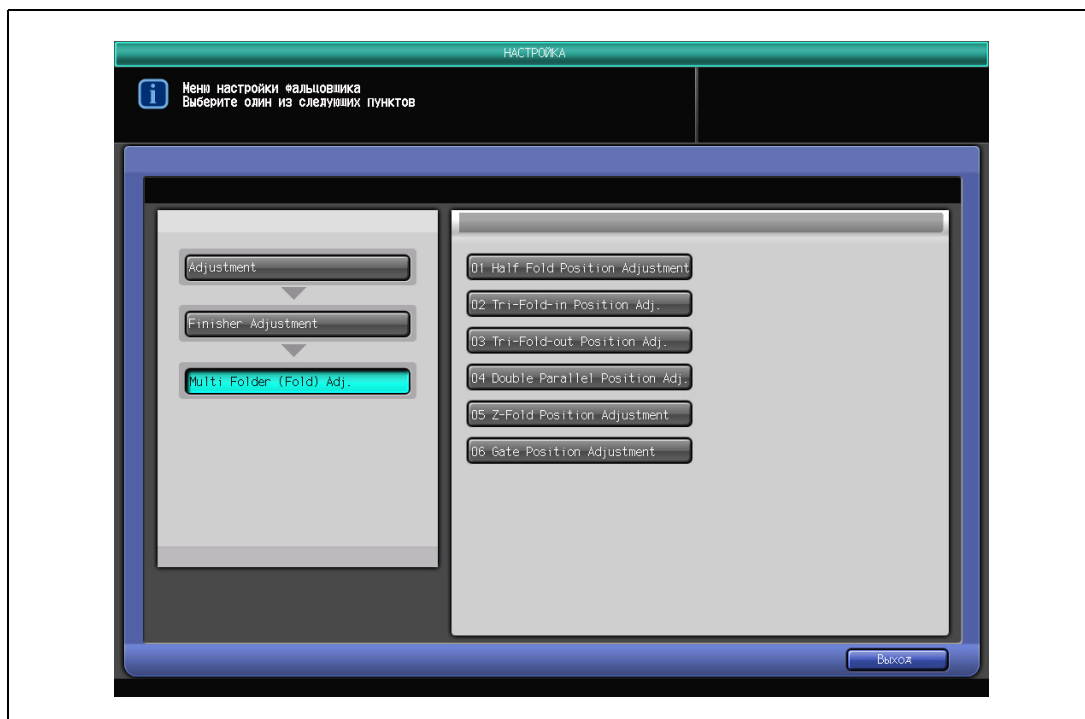 НАСТРОЙКА
Меню настройки фальцовщика
Выберите один из следующих пунктов
Adjustment
Finisher Adjustment
Multi Folder (Fold) Adj.
01 Half Fold Position Adjustment
02 Tri-Fold-in Position Adj.
03 Tri-Fold-out Position Adj.
04 Double Parallel Position Adj.
05 Z-Fold Position Adjustment
06 Gate Position Adjustment
Выход